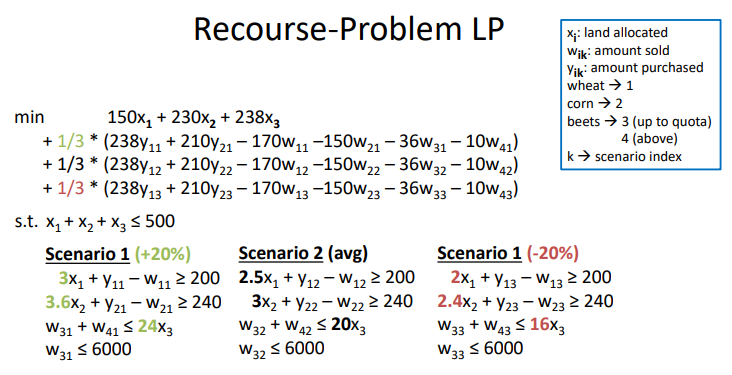 Recourse-Problem LP
xᵢ: land allocated
wᵢₖ: amount sold
yᵢₖ: amount purchased
wheat → 1
corn → 2
beets → 3 (up to quota)
4 (above)
k → scenario index
min 150x₁ + 230x₂ + 238x₃
+ 1/3 * (238y₁₁ + 210y₂₁ – 170w₁₁ –150w₂₁ – 36w₃₁ – 10w₄₁)
+ 1/3 * (238y₁₂ + 210y₂₂ – 170w₁₂ –150w₂₂ – 36w₃₂ – 10w₄₂)
+ 1/3 * (238y₁₃ + 210y₂₃ – 170w₁₃ –150w₂₃ – 36w₃₃ – 10w₄₃)
s.t. x₁ + x₂ + x₃ ≤ 500
Scenario 1 (+20%)
3x₁ + y₁₁ – w₁₁ ≥ 200
3.6x₂ + y₂₁ – w₂₁ ≥ 240
w₃₁ + w₄₁ ≤ 24x₃
w₃₁ ≤ 6000
Scenario 2 (avg)
2.5x₁ + y₁₂ – w₁₂ ≥ 200
3x₂ + y₂₂ – w₂₂ ≥ 240
w₃₂ + w₄₂ ≤ 20x₃
w₃₂ ≤ 6000
Scenario 1 (-20%)
2x₁ + y₁₃ – w₁₃ ≥ 200
2.4x₂ + y₂₃ – w₂₃ ≥ 240
w₃₃ + w₄₃ ≤ 16x₃
w₃₃ ≤ 6000